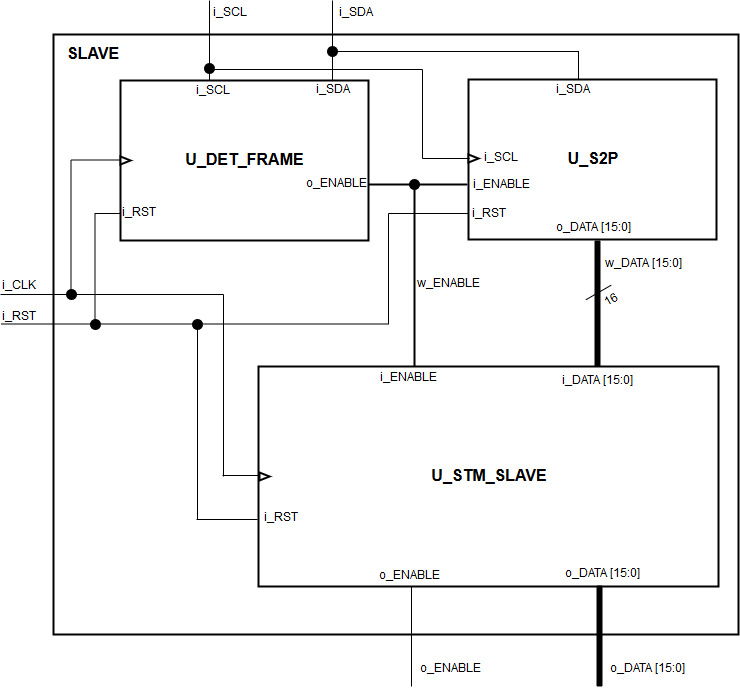 i_SCL
i_SDA
SLAVE
i_SCL
i_SDA
i_SDA
U_DET_FRAME
i_SCL
U_S2P
o_ENABLE
i_ENABLE
i_RST
i_RST
o_DATA [15:0]
w_DATA [15:0]
i_CLK
w_ENABLE
16
i_RST
i_ENABLE
i_DATA [15:0]
U_STM_SLAVE
i_RST
o_ENABLE
o_DATA [15:0]
o_ENABLE
o_DATA [15:0]